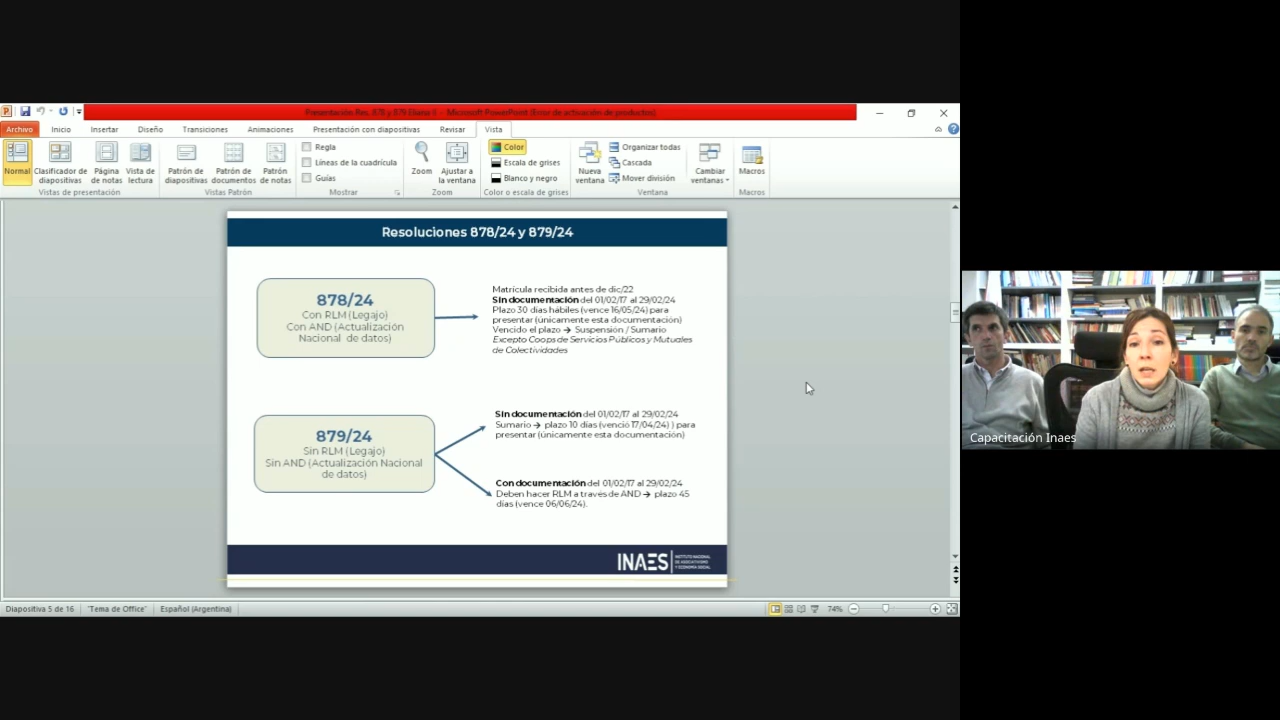 Presentación Res. 878 y 879 Eliana II - Microsoft PowerPoint (Error de activación de productos)
Archivo Inicio Insertar Diseño Transiciones Animaciones Presentación con diapositivas Revisar Vista
Normal
Clasificador de diapositivas
Página de notas
Vista de lectura
Vistas de presentación
Patrón de diapositivas
Patrón de documentos
Patrón de notas
Vistas Patrón
Regla
Líneas de la cuadrícula
Guías
Mostrar
Zoom
Ajustar a la ventana
Zoom
Color
Escala de grises
Blanco y negro
Color o escala de grises
Nueva ventana
Organizar todas
Cascada
Mover división
Cambiar ventanas
Ventana
Macros
Macros
Resoluciones 878/24 y 879/24
878/24
Con RLM (Legajo)
Con AND (Actualización
Nacional de datos)
Matrícula recibida antes de dic/22
Sin documentación del 01/02/17 al 29/02/24
Plazo 30 días hábiles (vence 16/05/24) para
presentar (únicamente esta documentación)
Vencido el plazo → Suspensión / Sumario
Excepto Coops de Servicios Públicos y Mutuales
de Colectividades
879/24
Sin RLM (Legajo)
Sin AND (Actualización Nacional
de datos)
Sin documentación del 01/02/17 al 29/02/24
Sumario → plazo 10 días (venció 17/04/24) ) para
presentar (únicamente esta documentación)
Con documentación del 01/02/17 al 29/02/24
Deben hacer RLM a través de AND → plazo 45
días (vence 06/06/24).
INAES
INSTITUTO NACIONAL
DE ASOCIATIVISMO
Y ECONOMÍA SOCIAL
Diapositiva 5 de 16
"Tema de Office"
Español (Argentina)
74%
Capacitación Inaes